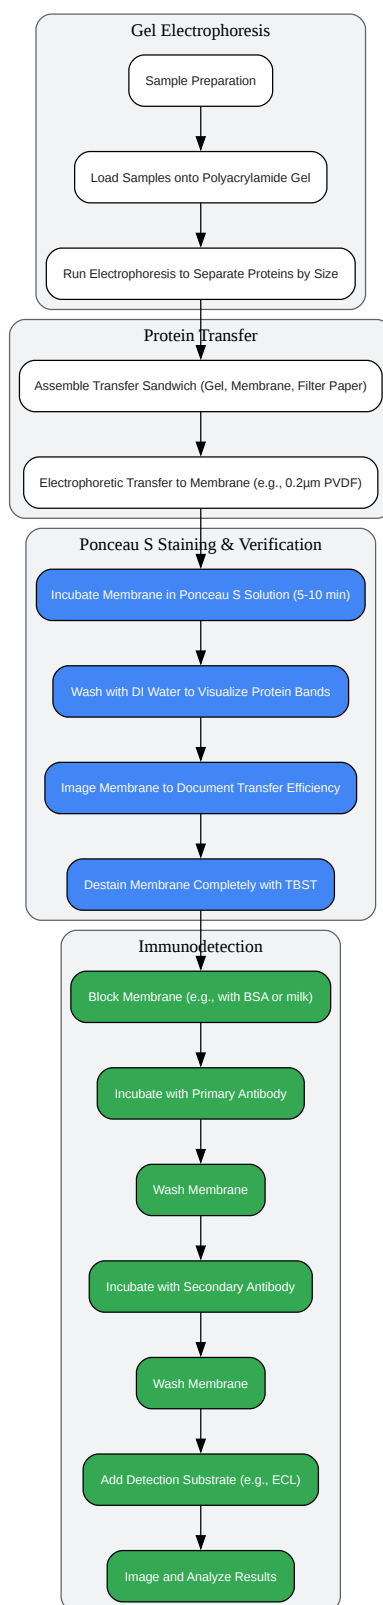 Gel Electrophoresis
Sample Preparation
Load Samples onto Polyacrylamide Gel
Run Electrophoresis to Separate Proteins by Size
Protein Transfer
Assemble Transfer Sandwich (Gel, Membrane, Filter Paper)
Electrophoretic Transfer to Membrane (e.g., 0.2µm PVDF)
Ponceau S Staining & Verification
Incubate Membrane in Ponceau S Solution (5-10 min)
Wash with DI Water to Visualize Protein Bands
Image Membrane to Document Transfer Efficiency
Destain Membrane Completely with TBST
Immunodetection
Block Membrane (e.g., with BSA or milk)
Incubate with Primary Antibody
Wash Membrane
Incubate with Secondary Antibody
Wash Membrane
Add Detection Substrate (e.g., ECL)
Image and Analyze Results